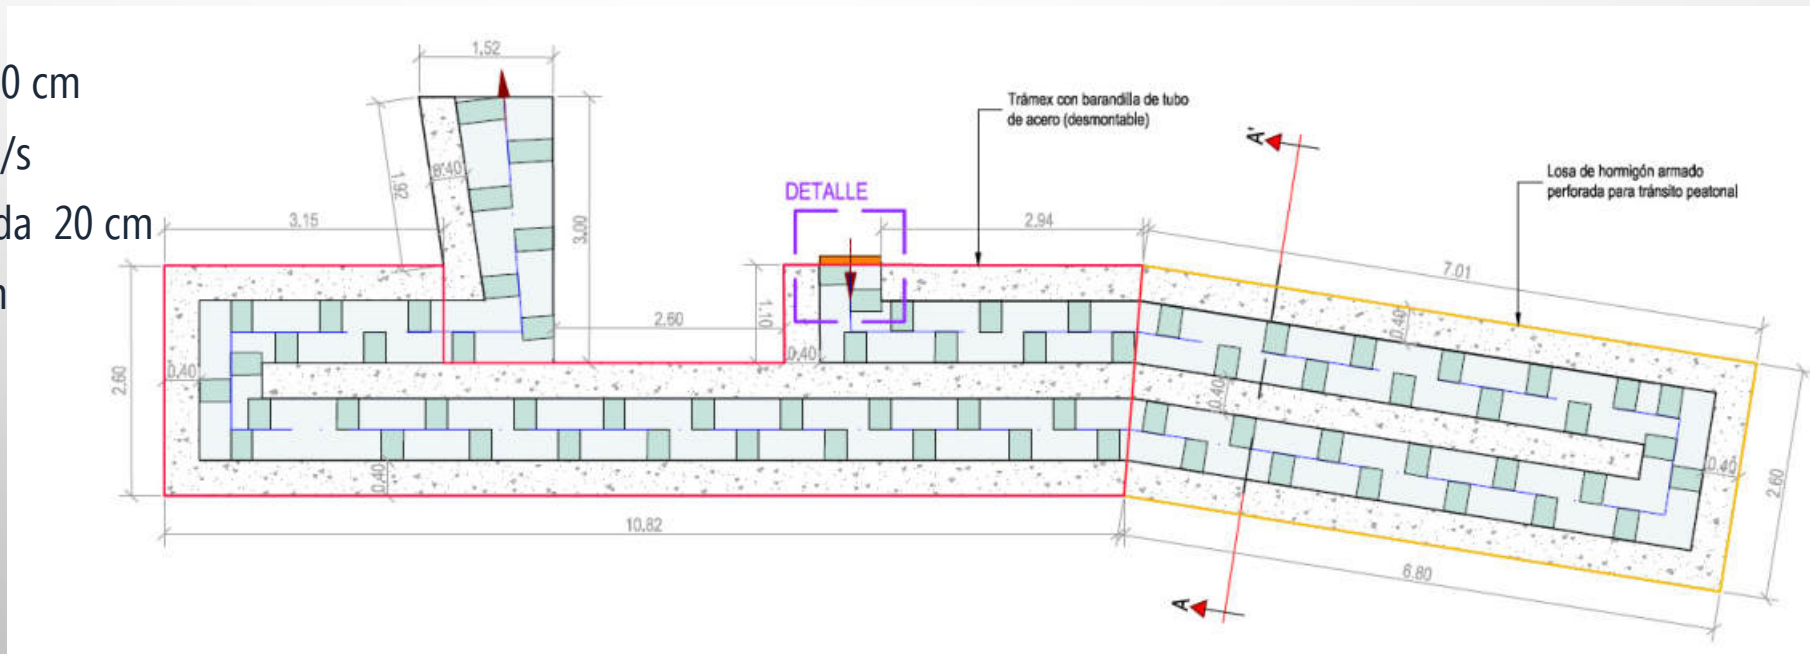 0 cm
/s
da 20 cm
1.52
Trámex con barandilla de tubo
de acero (desmontable)
A'
Losa de hormigón armado
perforada para tránsito peatonal
DETALLE
0.40
1.92
3.15
3.00
2.94
7.01
2.60
1.10
0.40
0.40
0.40
2.60
0.40
0.40
0.40
2.60
10.82
6.80
A